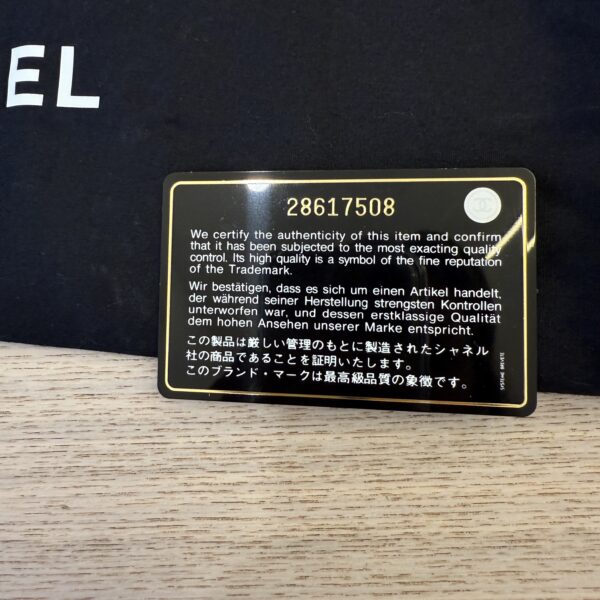 EL
28617508
We certify the authenticity of this item and confirm
that it has been subjected to the most exacting quality
control. Its high quality is a symbol of the fine reputation
of the Trademark.
Wir bestätigen, dass es sich um einen Artikel handelt,
der während seiner Herstellung strengsten Kontrollen
unterworfen war, und dessen erstklassige Qualität
dem hohen Ansehen unserer Marke entspricht.
この製品は厳しい管理のもとに製造されたシャネル
社の商品であることを証明いたします。
このブランド・マークは最高級品質の象徴です。
SYSTEME BREVETE